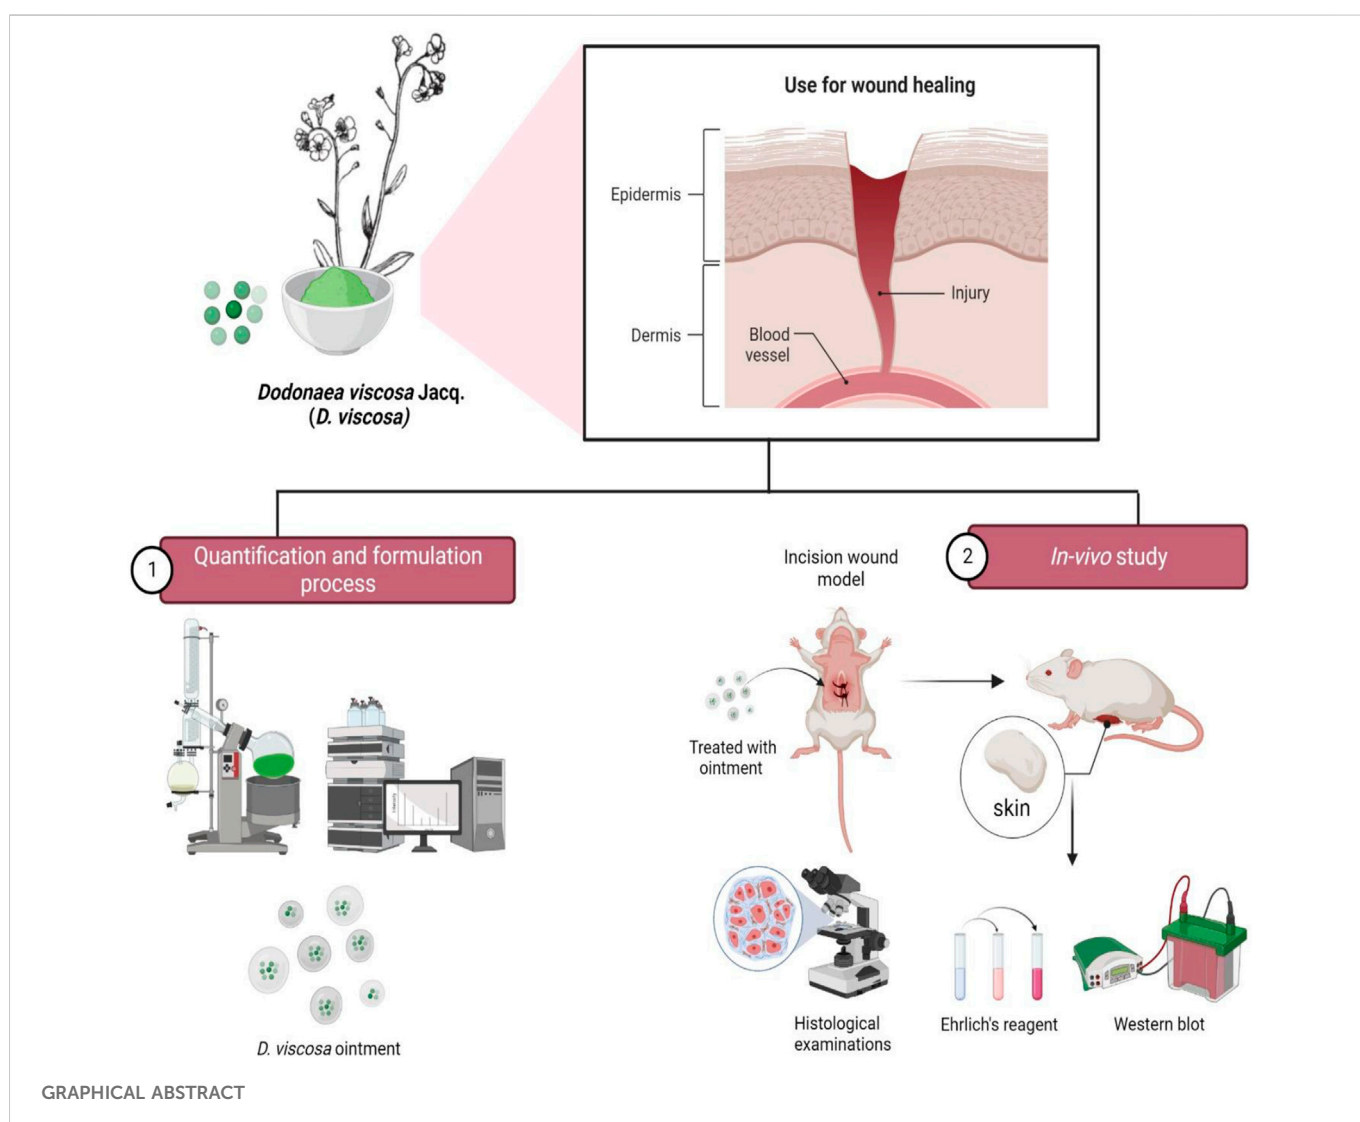 Use for wound healing
Epidermis
Injury
Dermis
Blood
vessel
Dodonaea viscosa Jacq.
(D. viscosa)
1
Quantification and formulation
process
2
In-vivo study
Incision wound
model
Treated with
ointment
skin
Histological
examinations
Ehrlich's reagent
Western blot
D. viscosa ointment
GRAPHICAL ABSTRACT